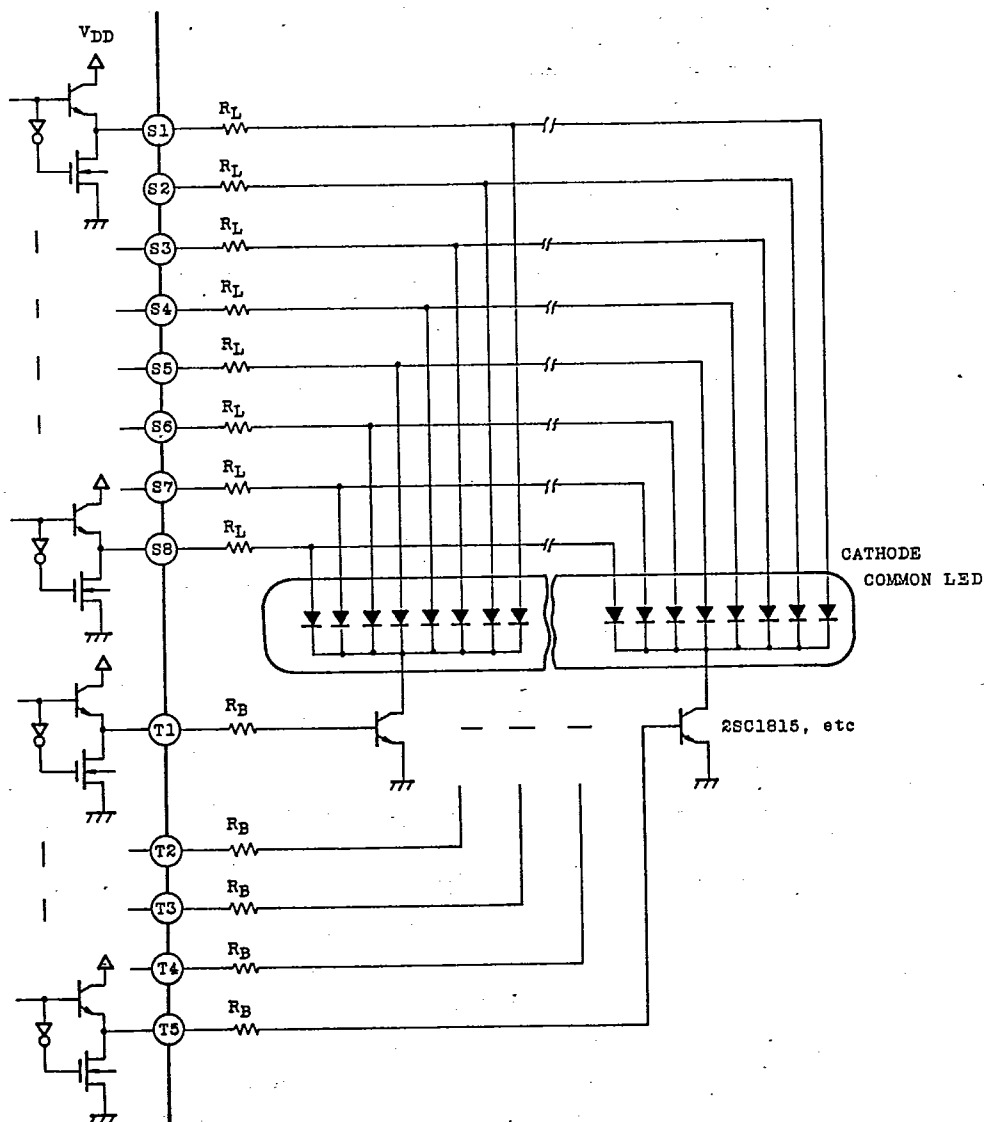 VDD
RL
S1
RL
S2
RL
S3
RL
S4
RL
S5
RL
S6
RL
S7
RL
S8
CATHODE
COMMON LED
RB
T1
2SC1815, etc
RB
T2
RB
T3
RB
T4
RB
T5